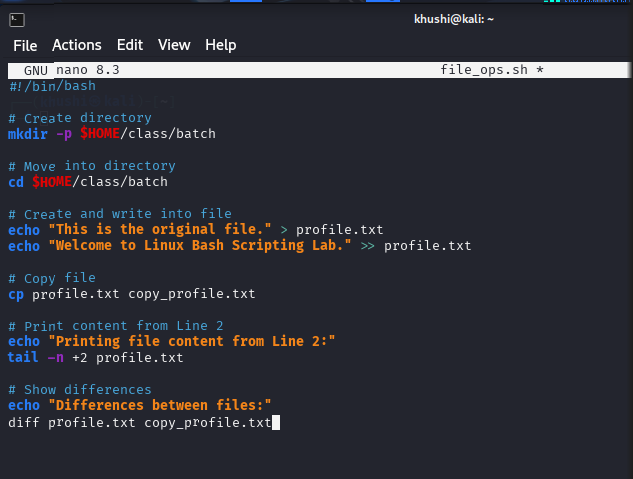 khushi@kali: ~
File Actions Edit View Help
GNU nano 8.3 file_ops.sh *
#!/bin/bash
# Create directory
mkdir -p $HOME/class/batch
# Move into directory
cd $HOME/class/batch
# Create and write into file
echo "This is the original file." > profile.txt
echo "Welcome to Linux Bash Scripting Lab." >> profile.txt
# Copy file
cp profile.txt copy_profile.txt
# Print content from Line 2
echo "Printing file content from Line 2:"
tail -n +2 profile.txt
# Show differences
echo "Differences between files:"
diff profile.txt copy_profile.txt